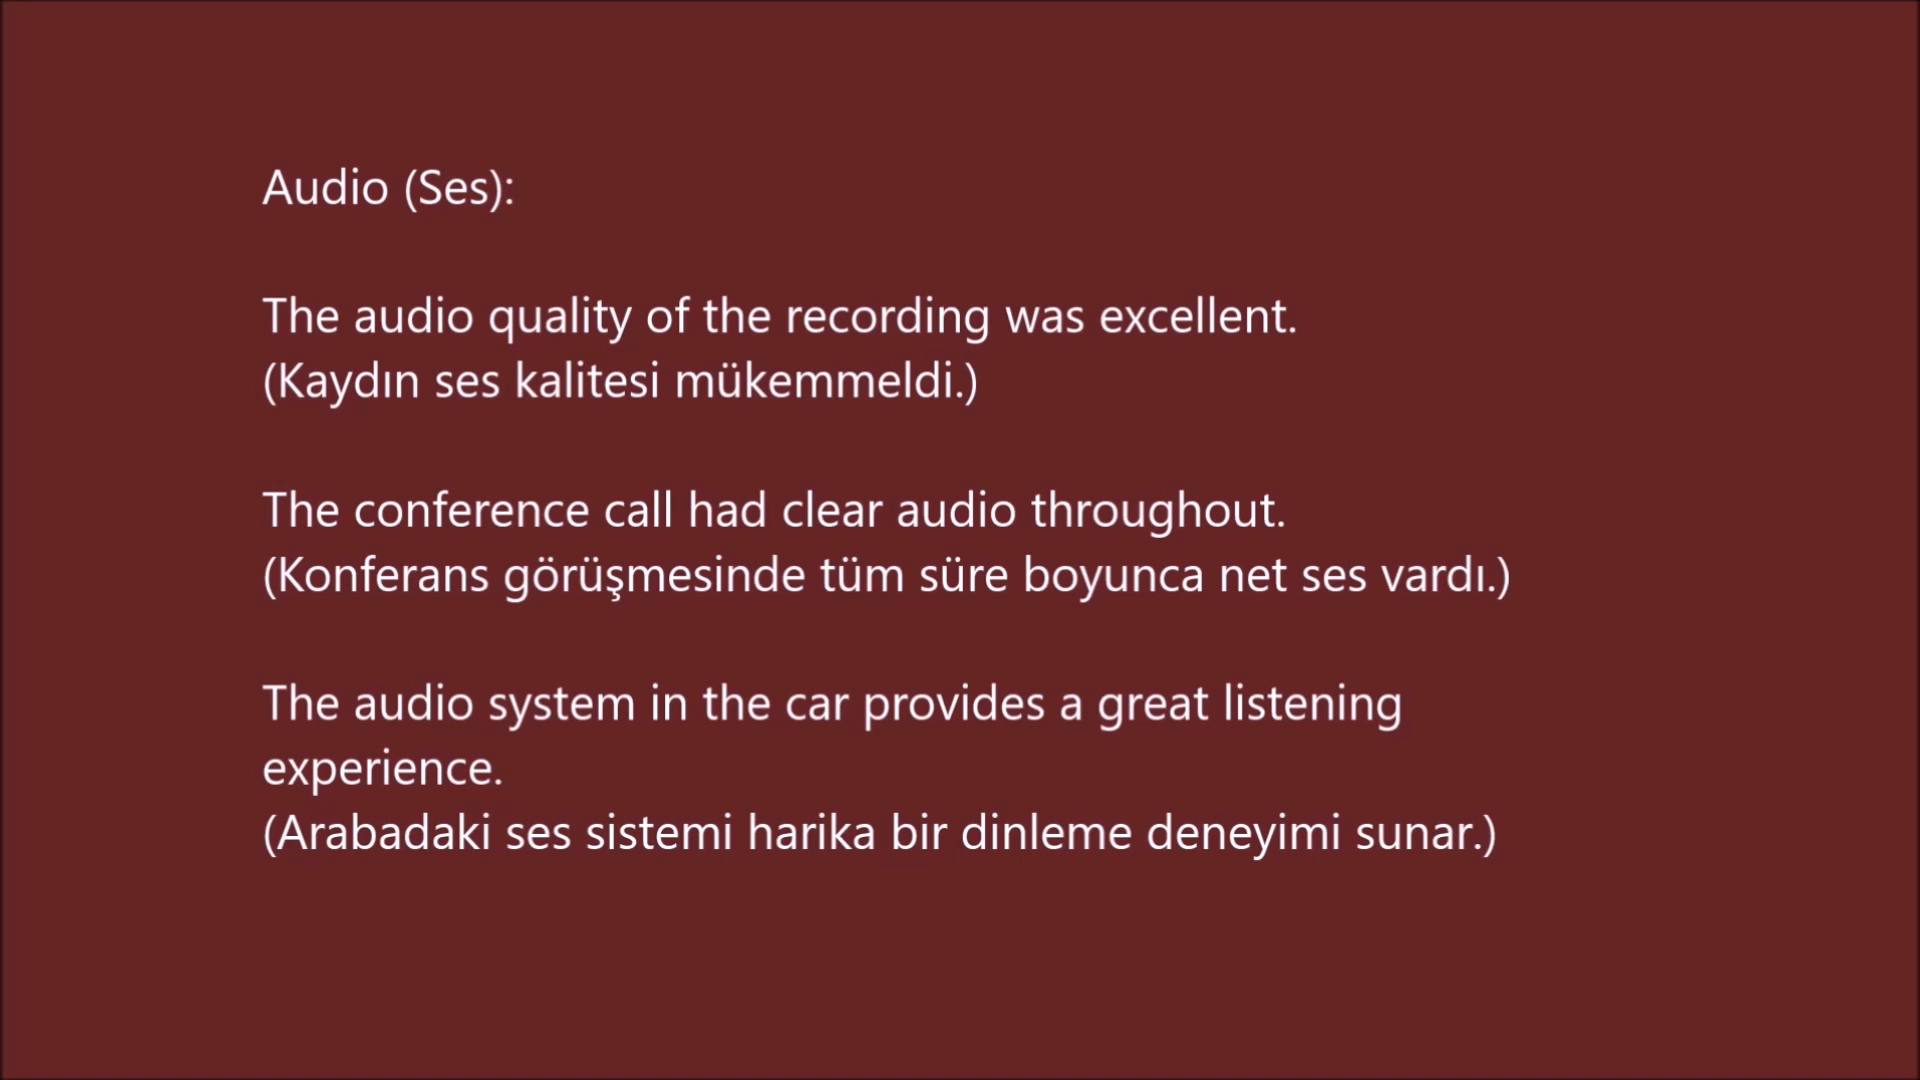 Audio (Ses):
The audio quality of the recording was excellent.
(Kaydın ses kalitesi mükemmeldi.)
The conference call had clear audio throughout.
(Konferans görüşmesinde tüm süre boyunca net ses vardı.)
The audio system in the car provides a great listening
experience.
(Arabadaki ses sistemi harika bir dinleme deneyimi sunar.)